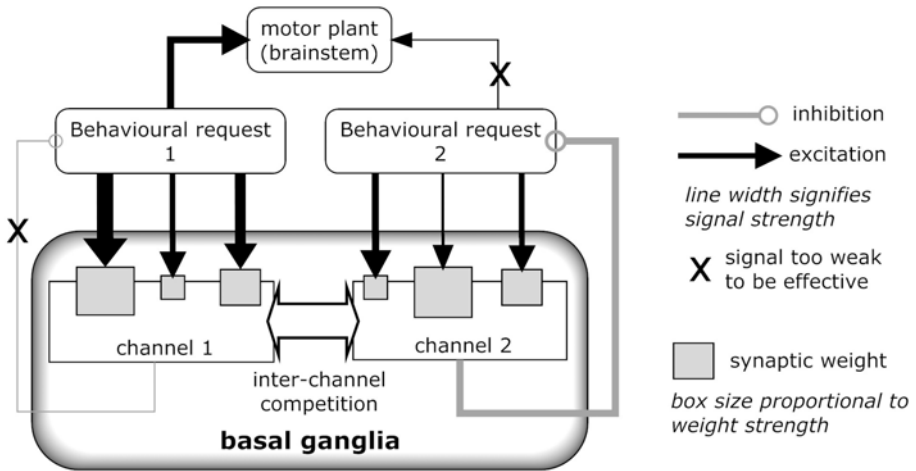 motor plant
(brainstem)
X
Behavioural request
1
Behavioural request
2
X
channel 1
channel 2
inter-channel
competition
basal ganglia
inhibition
excitation
line width signifies
signal strength
X
signal too weak
to be effective
synaptic weight
box size proportional to
weight strength